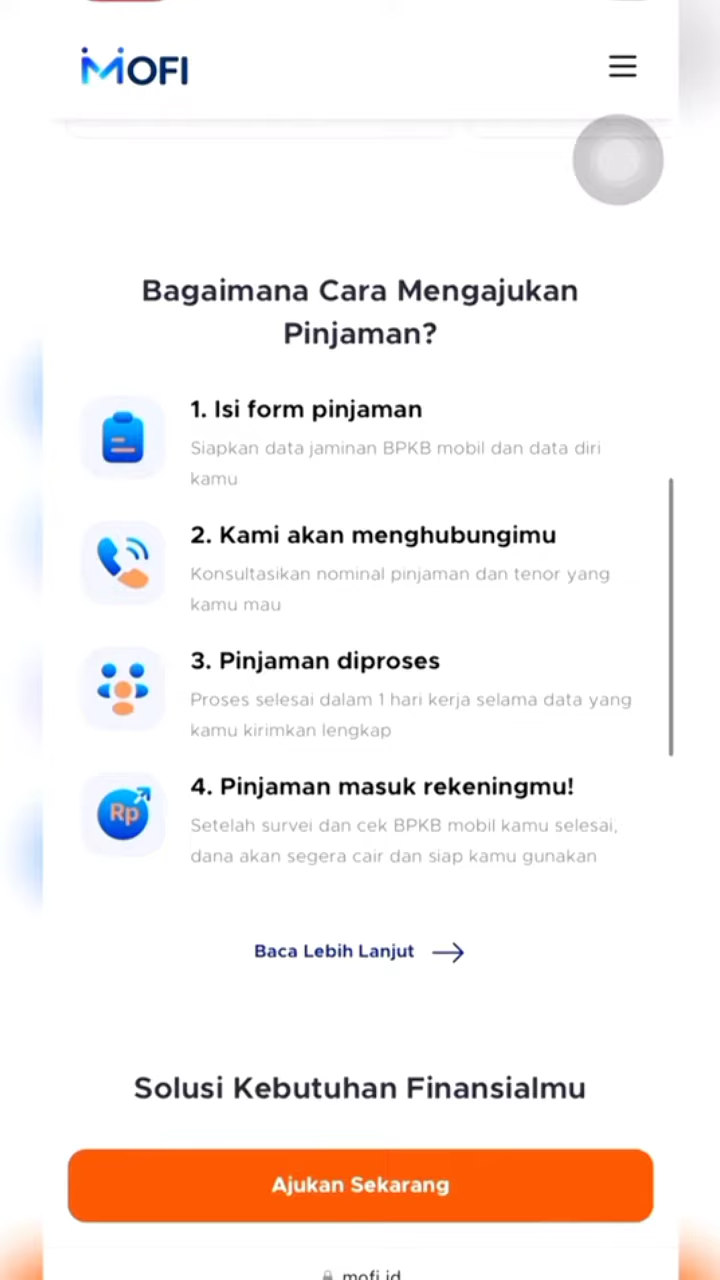 MOFI
Bagaimana Cara Mengajukan
Pinjaman?
1. Isi form pinjaman
Siapkan data jaminan BPKB mobil dan data diri
kamu
2. Kami akan menghubungimu
Konsultasikan nominal pinjaman dan tenor yang
kamu mau
3. Pinjaman diproses
Proses selesai dalam 1 hari kerja selama data yang
kamu kirimkan lengkap
Rp
4. Pinjaman masuk rekeningmu!
Setelah survei dan cek BPKB mobil kamu selesai,
dana akan segera cair dan siap kamu gunakan
Baca Lebih Lanjut
Solusi Kebutuhan Finansialmu
Ajukan Sekarang
mofi.id